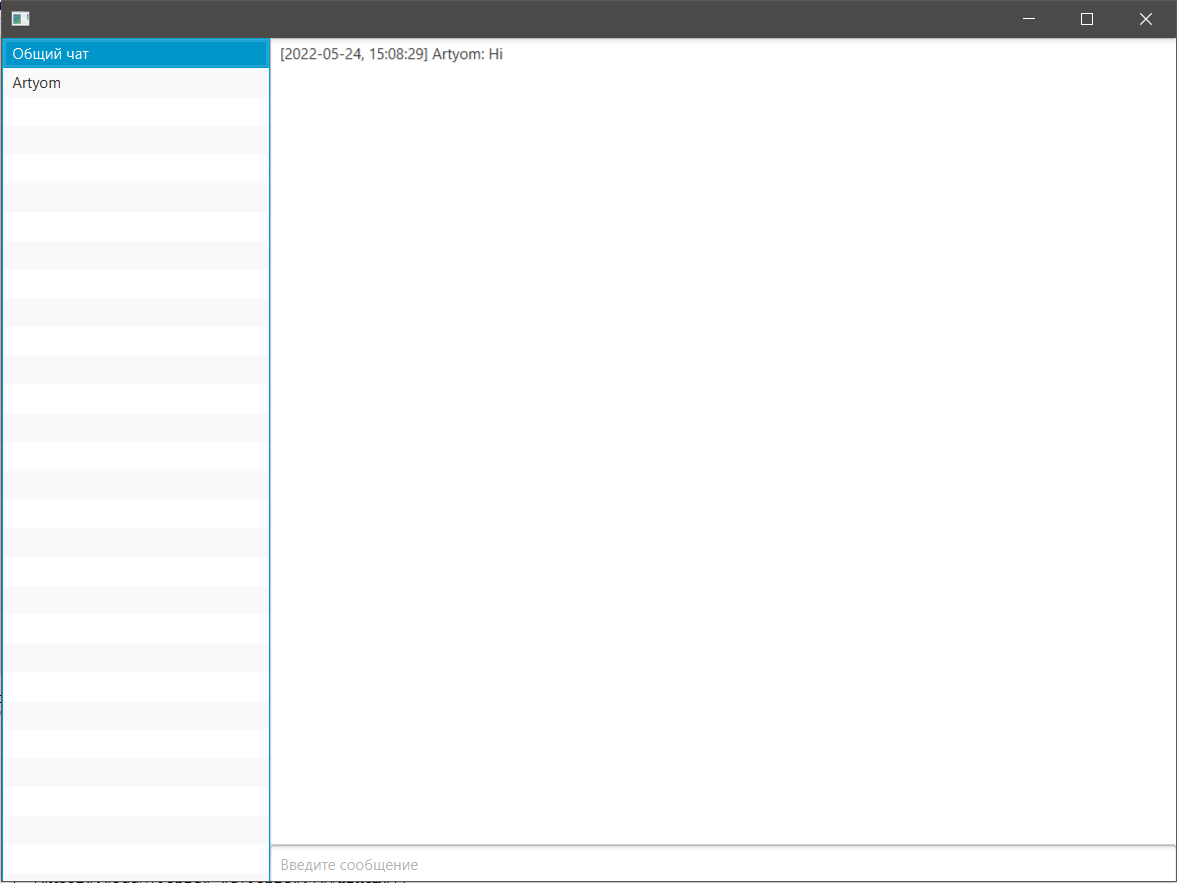 Общий чат
Artyom
[2022-05-24, 15:08:29] Artyom: Hi
Введите сообщение